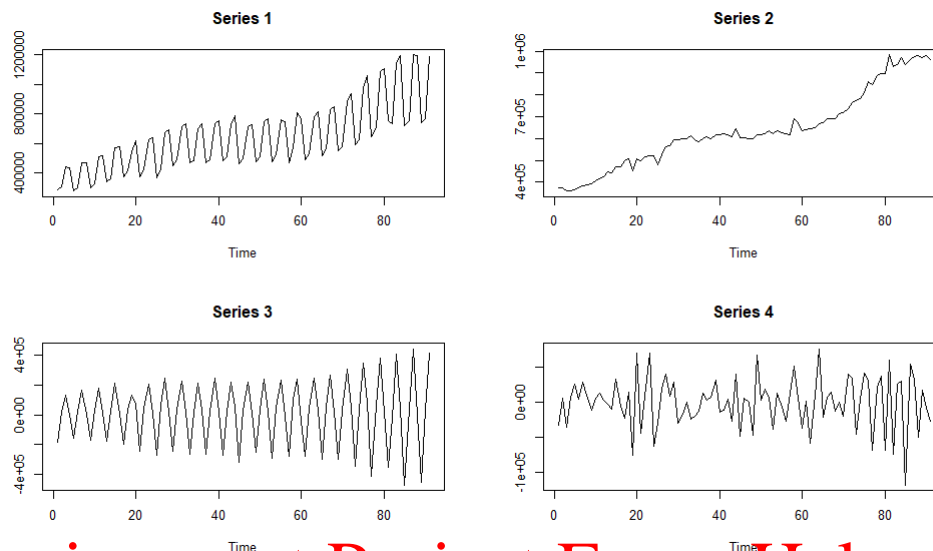 Series 1
1200000
800000
400000
0 20 40 60 80
Time
Series 2
1e+06
7e+05
4e+05
0 20 40 60 80
Time
Series 3
4e+05
0e+00
-4e+05
0 20 40 60 80
Time
Series 4
0e+00
-1e+05
0 20 40 60 80
Time